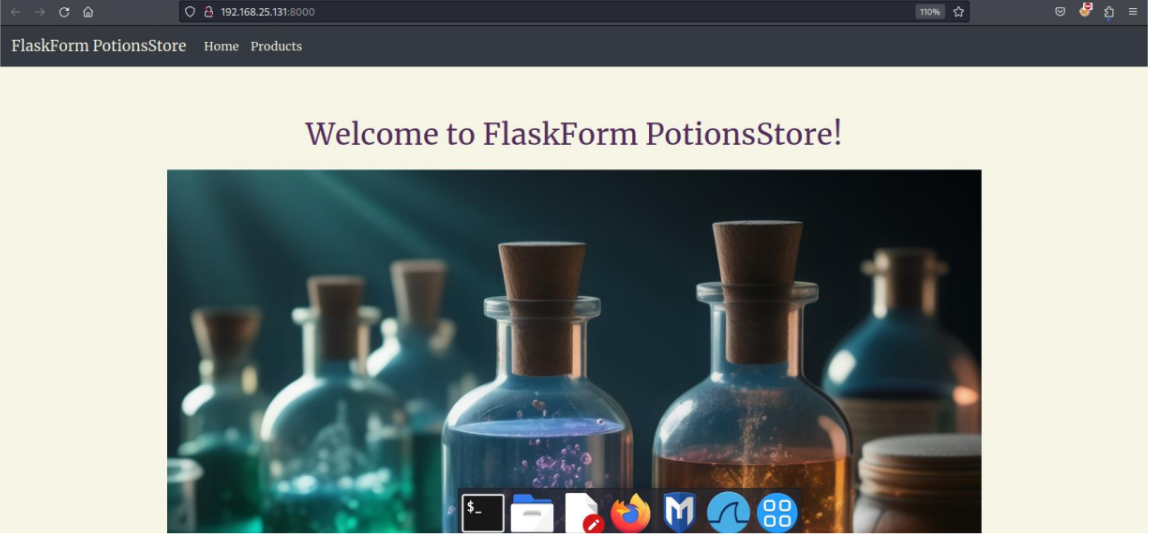 192.168.25.131:8000
110%
FlaskForm PotionsStore Home Products
Welcome to FlaskForm PotionsStore!
$_